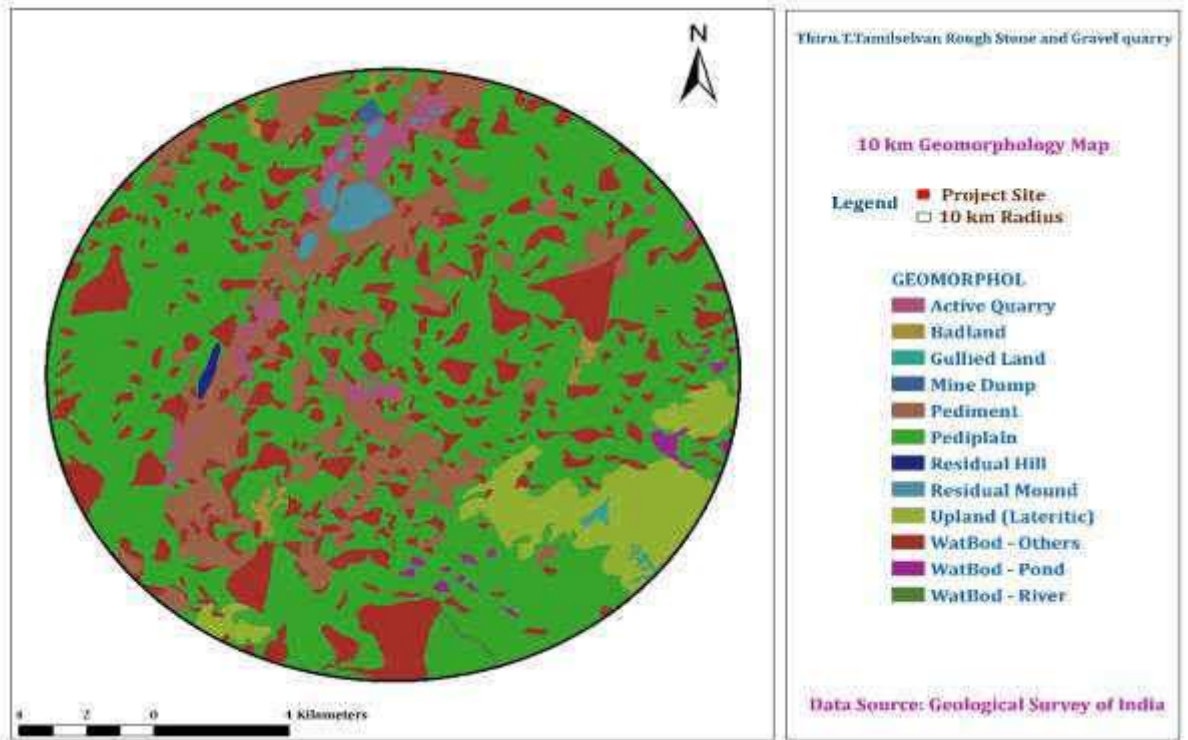 N
Thiru.T.Tamilselvan Rough Stone and Gravel quarry
10 km Geomorphology Map
Legend
Project Site
10 km Radius
GEOMORPHOL
Active Quarry
Badland
Gullied Land
Mine Dump
Pediment
Pediplain
Residual Hill
Residual Mound
Upland (Lateritic)
WatBod - Others
WatBod - Pond
WatBod - River
4 2 0 4 Kilometers
Data Source: Geological Survey of India